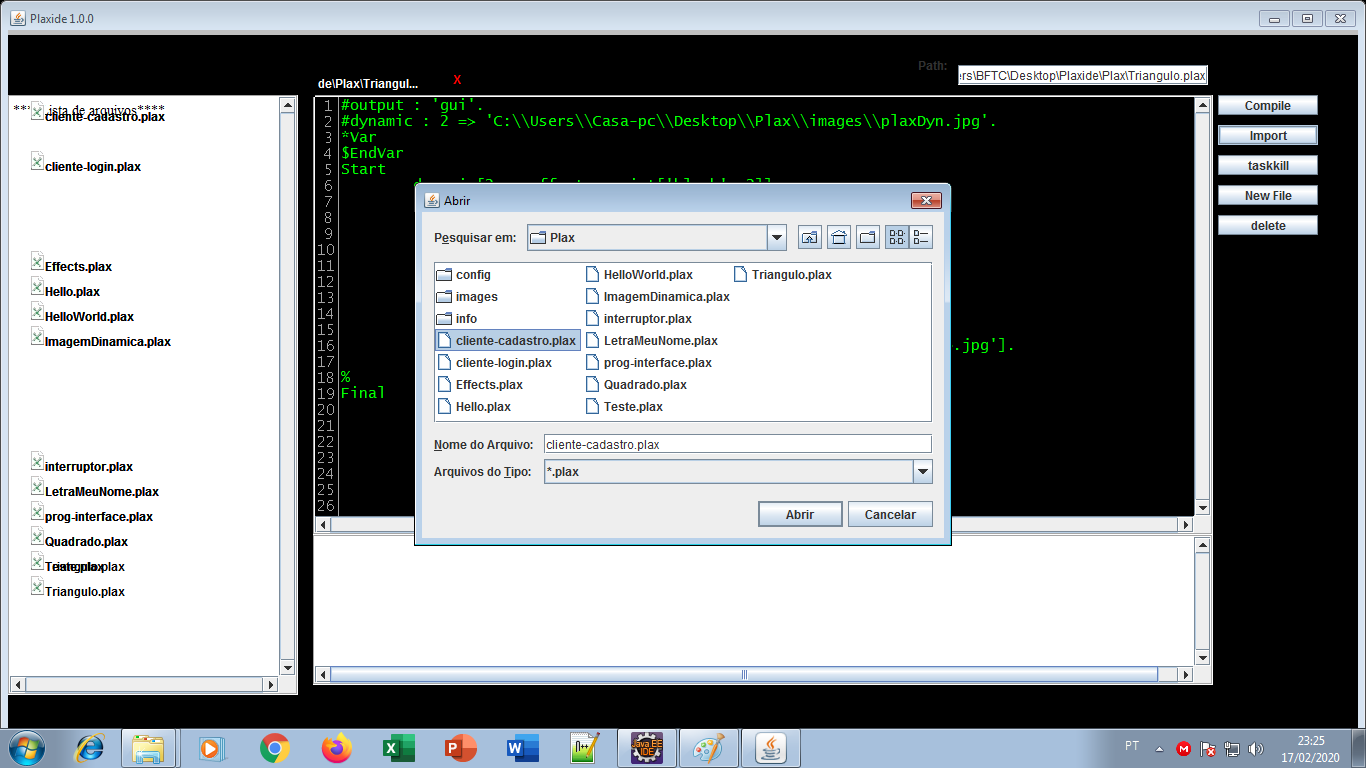 Plaxide 1.0.0
Path:
ers\BFTC\Desktop\Plaxide\Plax\Triangulo.plax
de\Plax\Triangul...
X
ista de arquivos****
cliente-cadastro.plax
cliente-login.plax
Effects.plax
Hello.plax
HelloWorld.plax
ImagemDinamica.plax
interruptor.plax
LetraMeuNome.plax
prog-interface.plax
Quadrado.plax
Triangulo.plax
1 #output : 'gui'.
2 #dynamic : 2 => 'C:\\Users\\Casa-pc\\Desktop\\Plax\\images\\plaxDyn.jpg'.
3 *Var
4 $EndVar
5 Start
6
7
8
9
10
11
12
13
14
15
16 .jpg'].
17
18 %
19 Final
20
21
22
23
24
25
26
Compile
Import
taskkill
New File
delete
Abrir
Pesquisar em: Plax
config
images
info
cliente-cadastro.plax
cliente-login.plax
Effects.plax
Hello.plax
HelloWorld.plax
ImagemDinamica.plax
interruptor.plax
LetraMeuNome.plax
prog-interface.plax
Quadrado.plax
Teste.plax
Triangulo.plax
Nome do Arquivo: cliente-cadastro.plax
Arquivos do Tipo: *.plax
Abrir
Cancelar
Java EE
IDE
PT
23:25
17/02/2020